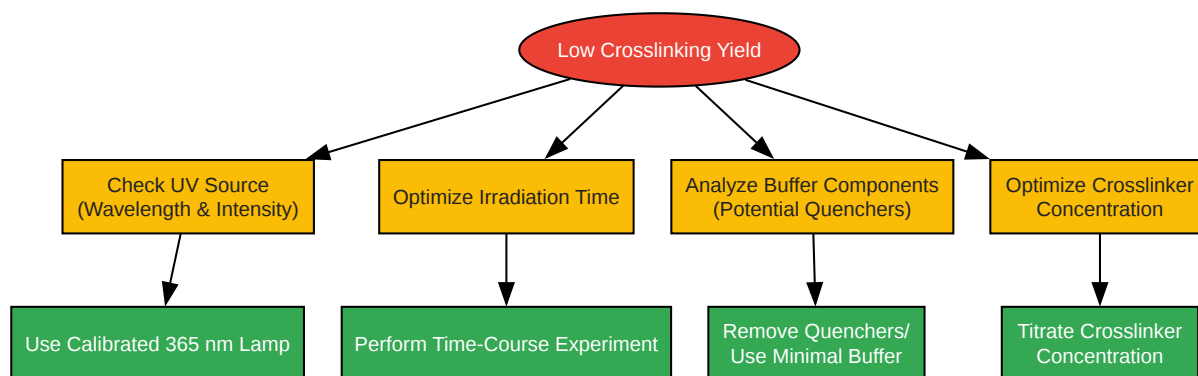 Low Crosslinking Yield
Check UV Source
(Wavelength & Intensity)
Optimize Irradiation Time
Analyze Buffer Components
(Potential Quenchers)
Optimize Crosslinker
Concentration
Use Calibrated 365 nm Lamp
Perform Time-Course Experiment
Remove Quenchers/
Use Minimal Buffer
Titrate Crosslinker
Concentration